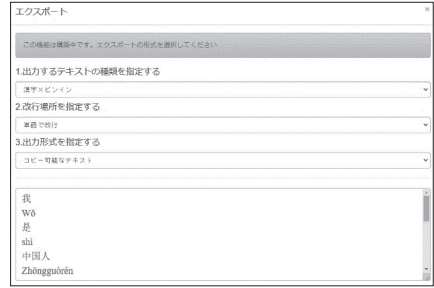 エクスポート
×
この機能は構築中です。エクスポートの形式を選択してください
1.出力するテキストの種類を指定する
漢字×ピンイン
2.改行場所を指定する
単語で改行
3.出力形式を指定する
コピー可能なテキスト
我
Wǒ
是
shì
中国人
Zhōngguórén